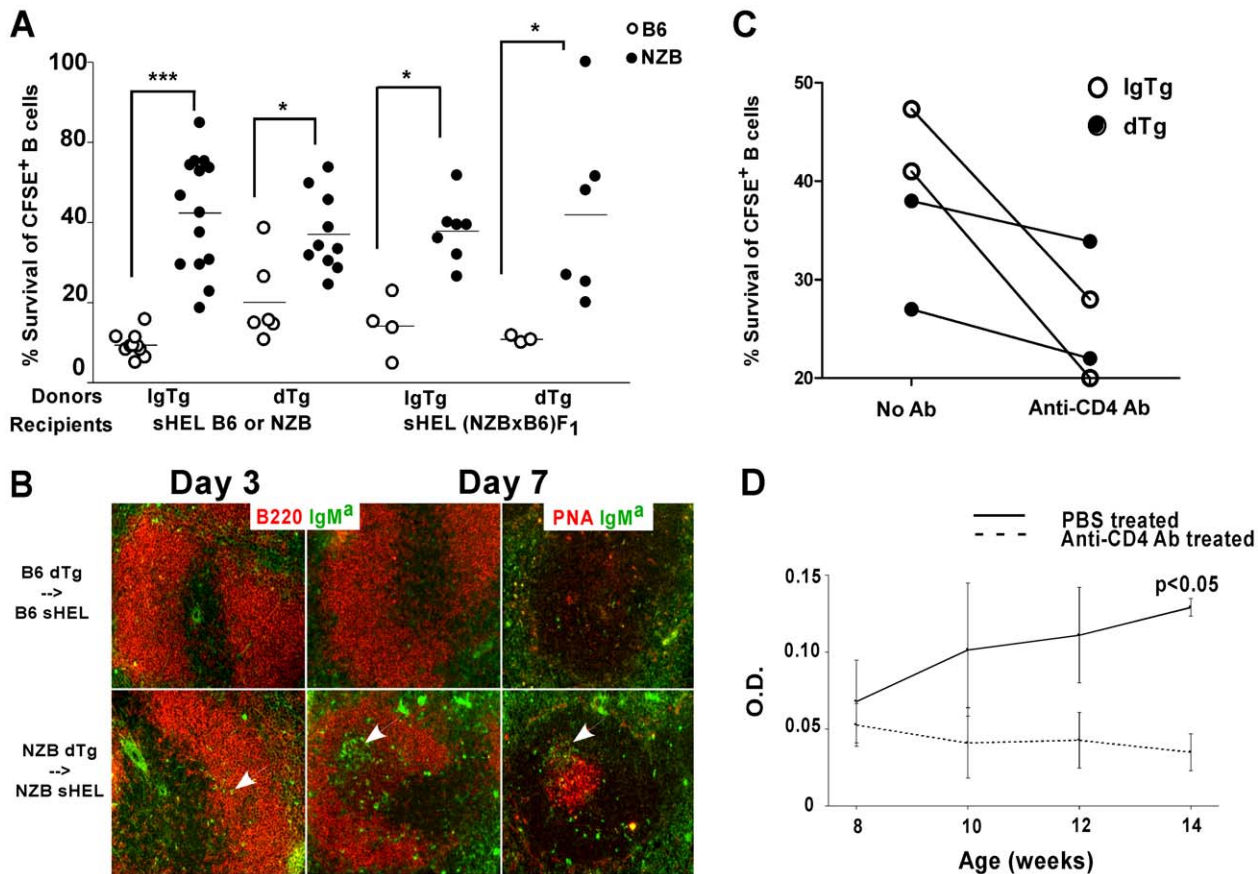 A
B6
NZB
% Survival of CFSE+ B cells
100
80
60
40
20
0
***
*
*
*
Donors
IgTg
dTg
IgTg
dTg
Recipients
sHEL B6 or NZB
sHEL (NZBxB6)F1
C
IgTg
dTg
% Survival of CFSE+ B cells
50
40
30
20
No Ab
Anti-CD4 Ab
B
Day 3
Day 7
B220 IgMa
PNA IgMa
B6 dTg
-->
B6 sHEL
NZB dTg
-->
NZB sHEL
D
PBS treated
Anti-CD4 Ab treated
p<0.05
O.D.
0.15
0.10
0.05
0
8
10
12
14
Age (weeks)